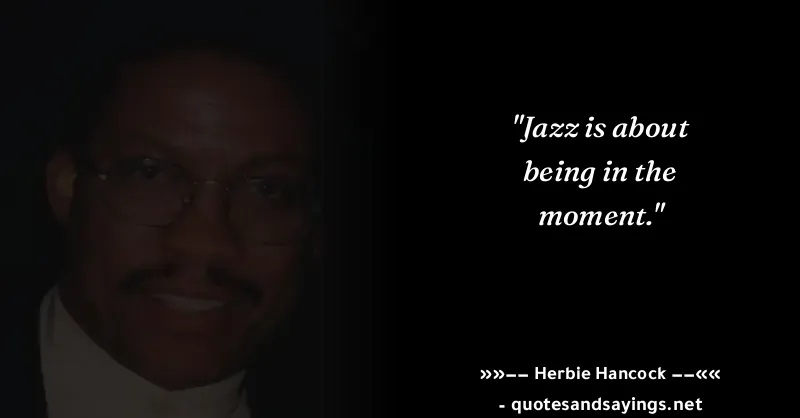 "Jazz is about
being in the
moment."
»»–– Herbie Hancock ––««
- quotesandsayings.net